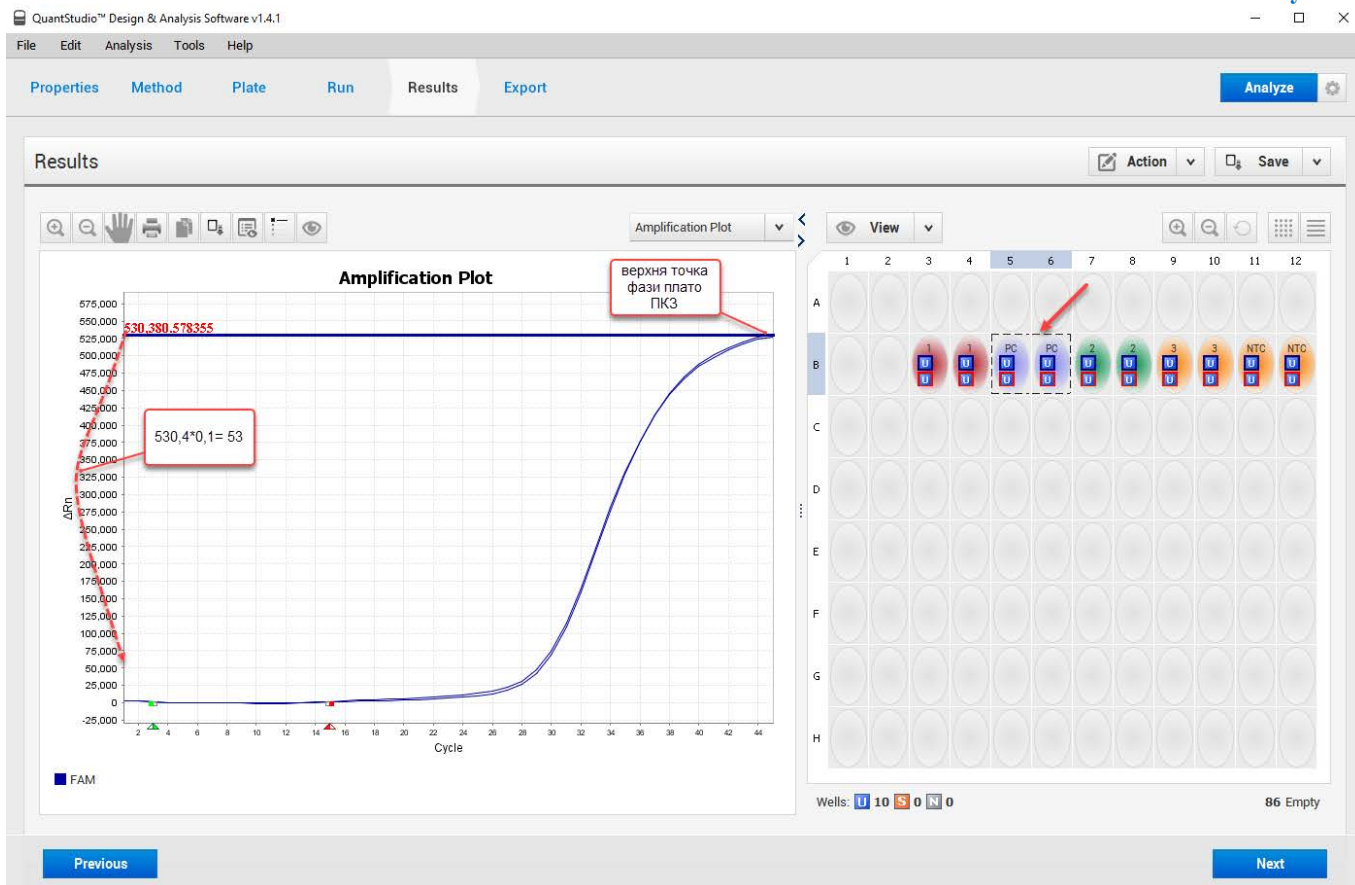 QuantStudio™ Design & Analysis Software v1.4.1
File Edit Analysis Tools Help
Properties Method Plate Run Results Export
Analyze
Results
Action
Save
Amplification Plot
View
Amplification Plot
верхня точка
фази плато
ПКЗ
530,380.578355
530,4*0,1= 53
575,000
550,000
525,000
500,000
475,000
450,000
425,000
400,000
375,000
350,000
325,000
300,000
275,000
250,000
225,000
200,000
175,000
150,000
125,000
100,000
75,000
50,000
25,000
0
-25,000
ΔRn
2 4 6 8 10 12 14 16 18 20 22 24 26 28 30 32 34 36 38 40 42 44
Cycle
FAM
1 2 3 4 5 6 7 8 9 10 11 12
A
B
1 1 PC PC 2 2 3 3 NTC NTC
U U U U U U U U U U
U U U U U U U U U U
C
D
E
F
G
H
Wells: U 10 S 0 N 0
86 Empty
Previous
Next